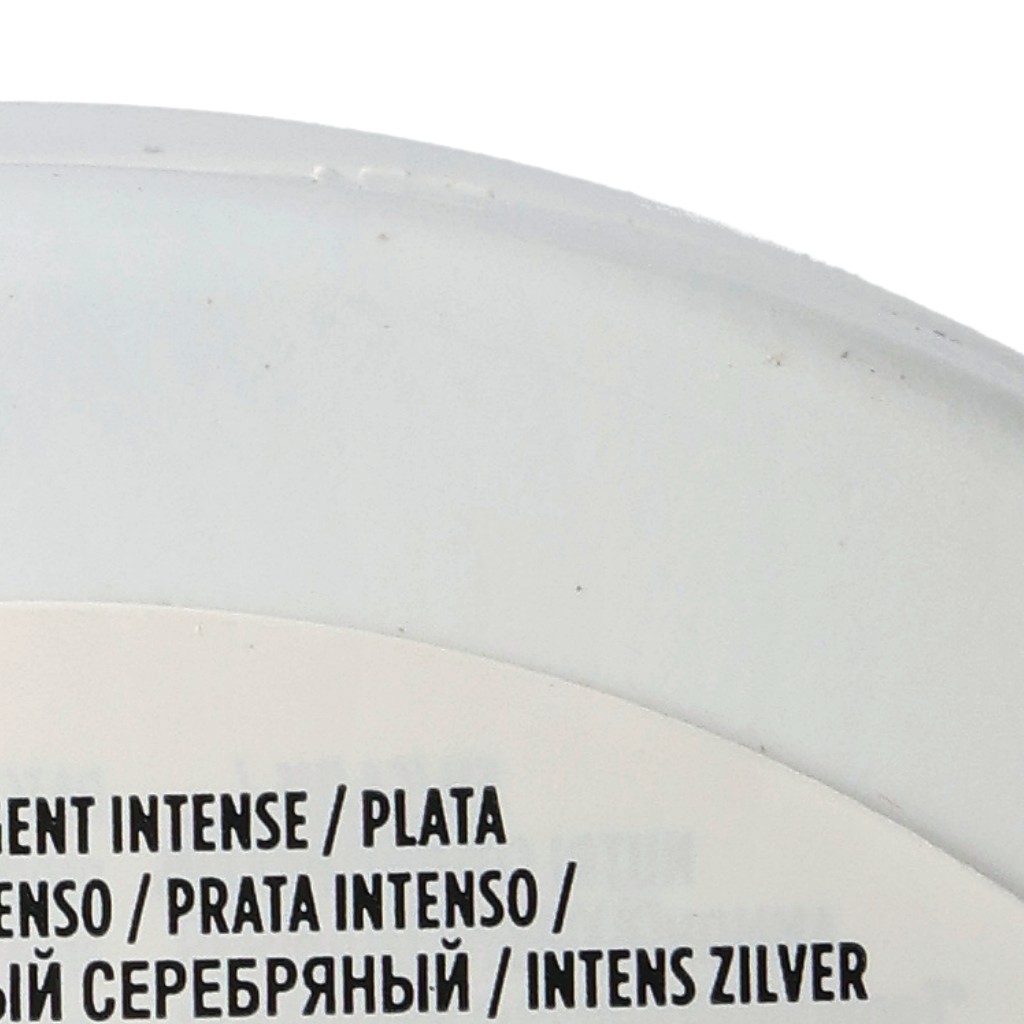 GENT INTENSE / PLATA
ENSO / PRATA INTENSO /
ЫЙ СЕРЕБРЯНЫЙ / INTENS ZILVER